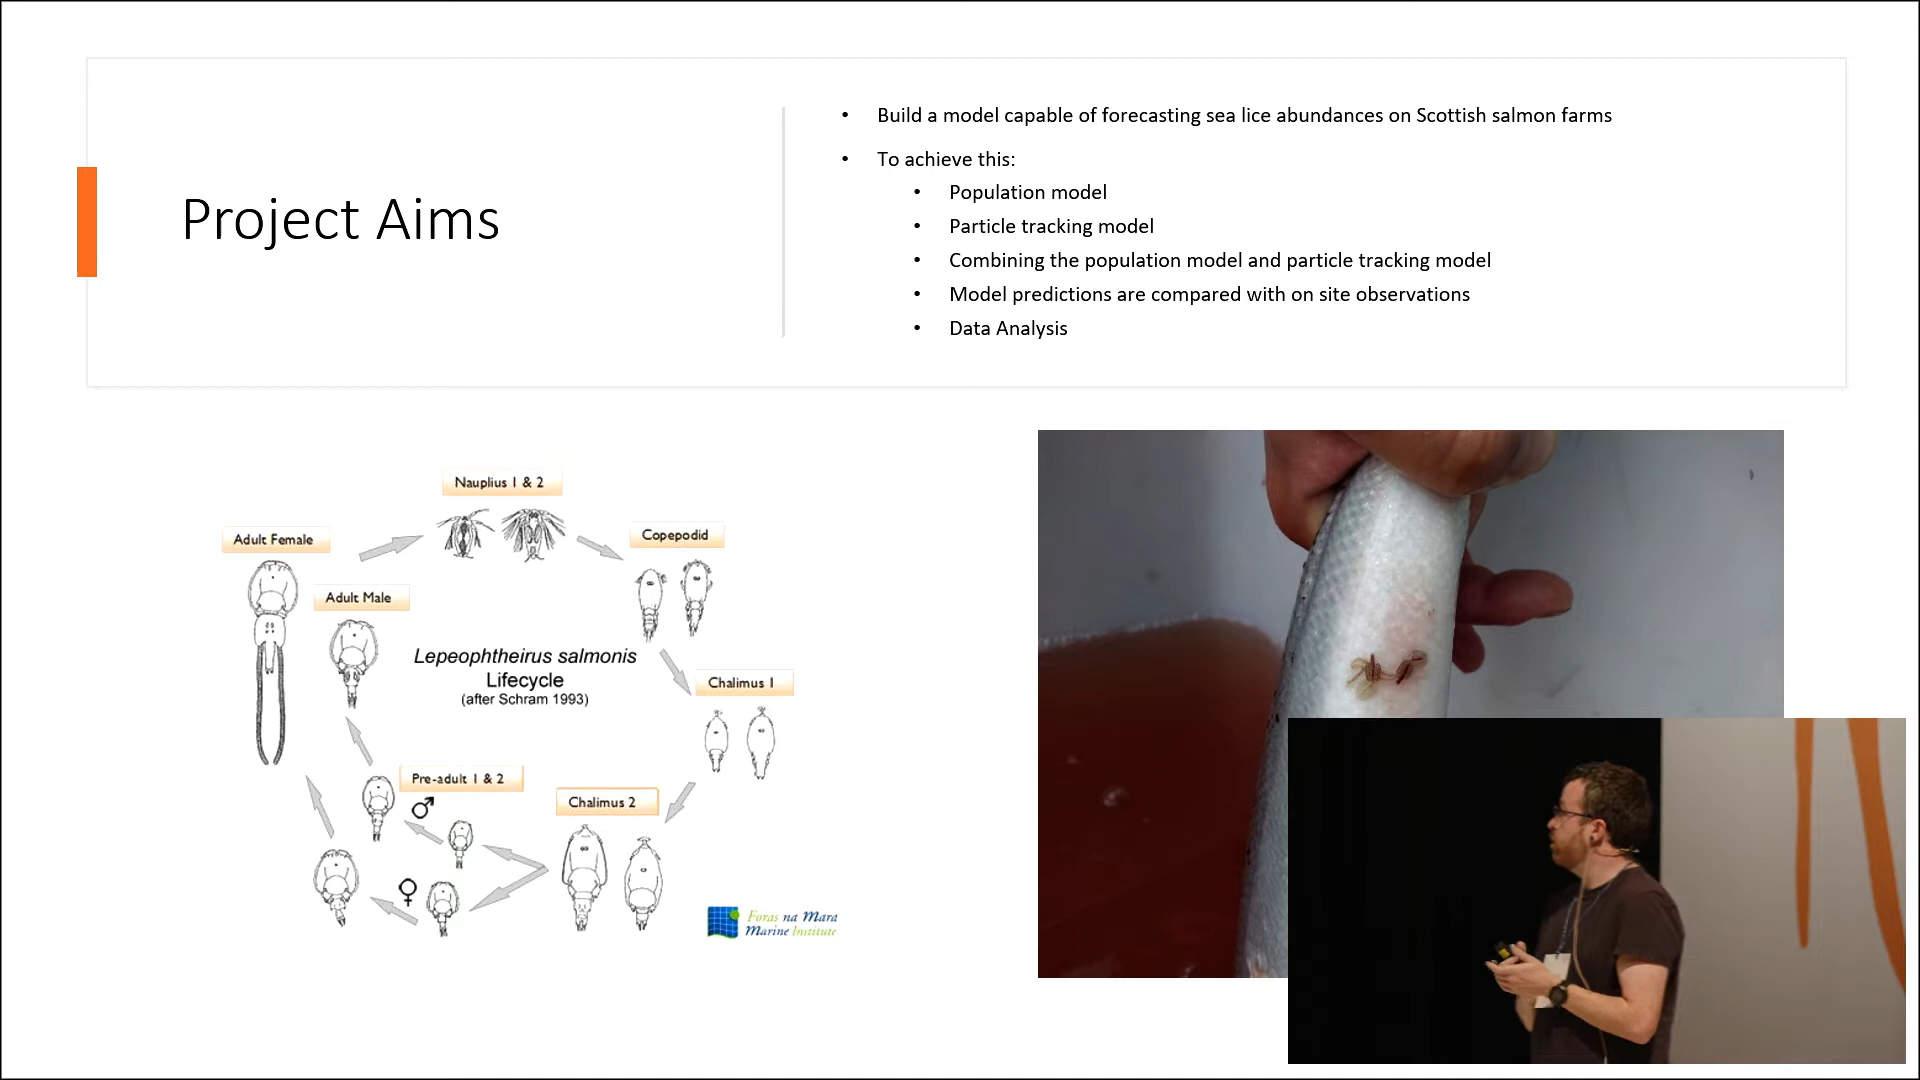 Project Aims
• Build a model capable of forecasting sea lice abundances on Scottish salmon farms
• To achieve this:
• Population model
• Particle tracking model
• Combining the population model and particle tracking model
• Model predictions are compared with on site observations
• Data Analysis
Nauplius 1 & 2
Copepodid
Adult Female
Adult Male
Lepeophtheirus salmonis
Lifecycle
(after Schram 1993)
Chalimus 1
Pre-adult 1 & 2
♂
Chalimus 2
♀
Foras na Mara
Marine Institute